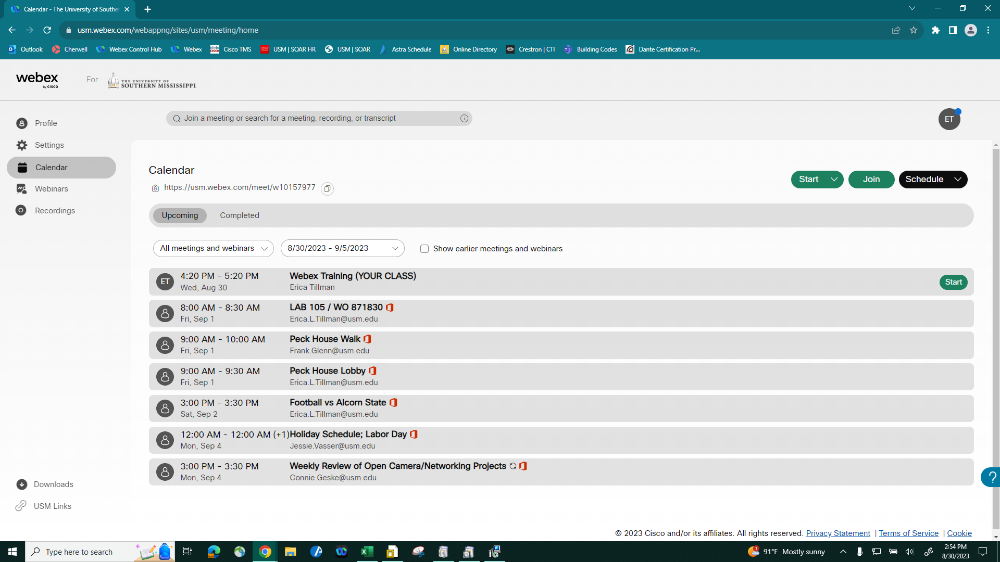 Calendar - The University of Southe
usm.webex.com/webappng/sites/usm/meeting/home
Outlook Cherwell Webex Control Hub Webex Cisco TMS USM | SOAR HR USM | SOAR Astra Schedule Online Directory Crestron | CTI Building Codes Dante Certification Pr...
webex
by CISCO
For
THE UNIVERSITY OF
SOUTHERN MISSISSIPPI
Profile
Settings
Calendar
Webinars
Recordings
Downloads
USM Links
Join a meeting or search for a meeting, recording, or transcript
ET
Calendar
https://usm.webex.com/meet/w10157977
Start Join Schedule
Upcoming Completed
All meetings and webinars 8/30/2023 - 9/5/2023 Show earlier meetings and webinars
ET 4:20 PM - 5:20 PM Webex Training (YOUR CLASS) Start
Wed, Aug 30 Erica Tillman
8:00 AM - 8:30 AM LAB 105 / WO 871830
Fri, Sep 1 Erica.L.Tillman@usm.edu
9:00 AM - 10:00 AM Peck House Walk
Fri, Sep 1 Frank.Glenn@usm.edu
9:00 AM - 9:30 AM Peck House Lobby
Fri, Sep 1 Erica.L.Tillman@usm.edu
3:00 PM - 3:30 PM Football vs Alcorn State
Sat, Sep 2 Erica.L.Tillman@usm.edu
12:00 AM - 12:00 AM (+1) Holiday Schedule; Labor Day
Mon, Sep 4 Jessie.Vasser@usm.edu
3:00 PM - 3:30 PM Weekly Review of Open Camera/Networking Projects
Mon, Sep 4 Connie.Geske@usm.edu
?
© 2023 Cisco and/or its affiliates. All rights reserved. Privacy Statement | Terms of Service | Cookie
Type here to search
1 91°F Mostly sunny
2:54 PM
8/30/2023